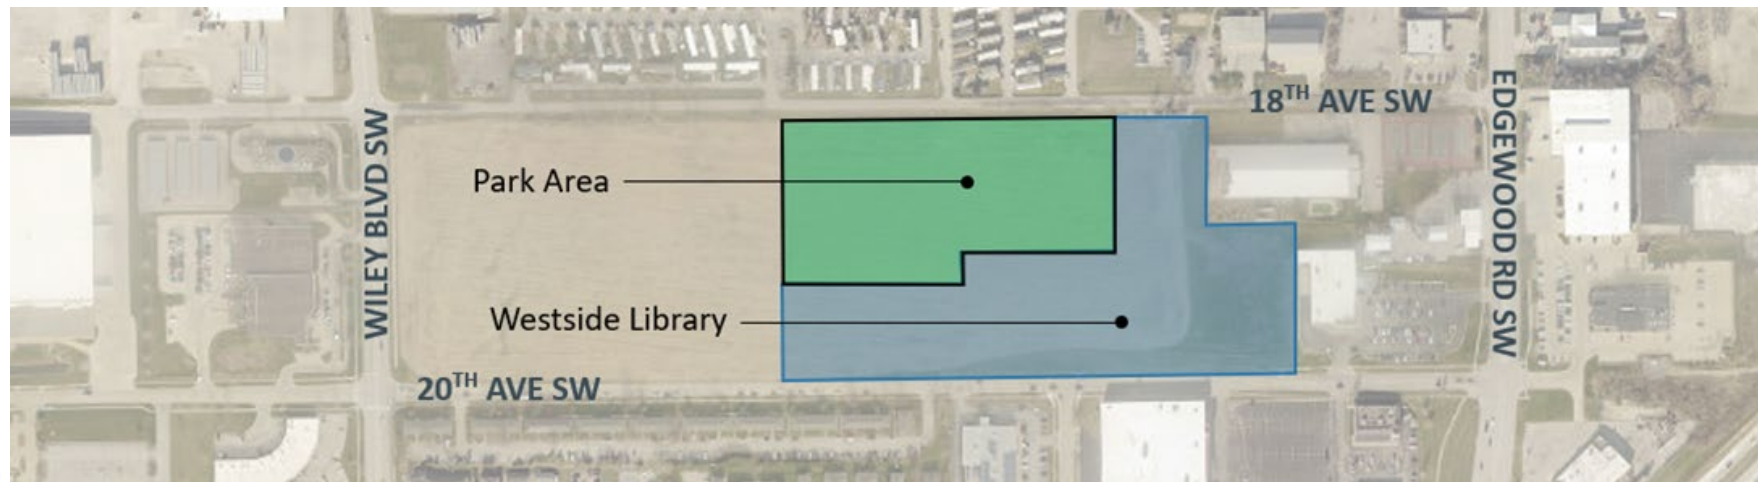 18TH AVE SW
WILEY BLVD SW
EDGEWOOD RD SW
Park Area
Westside Library
20TH AVE SW